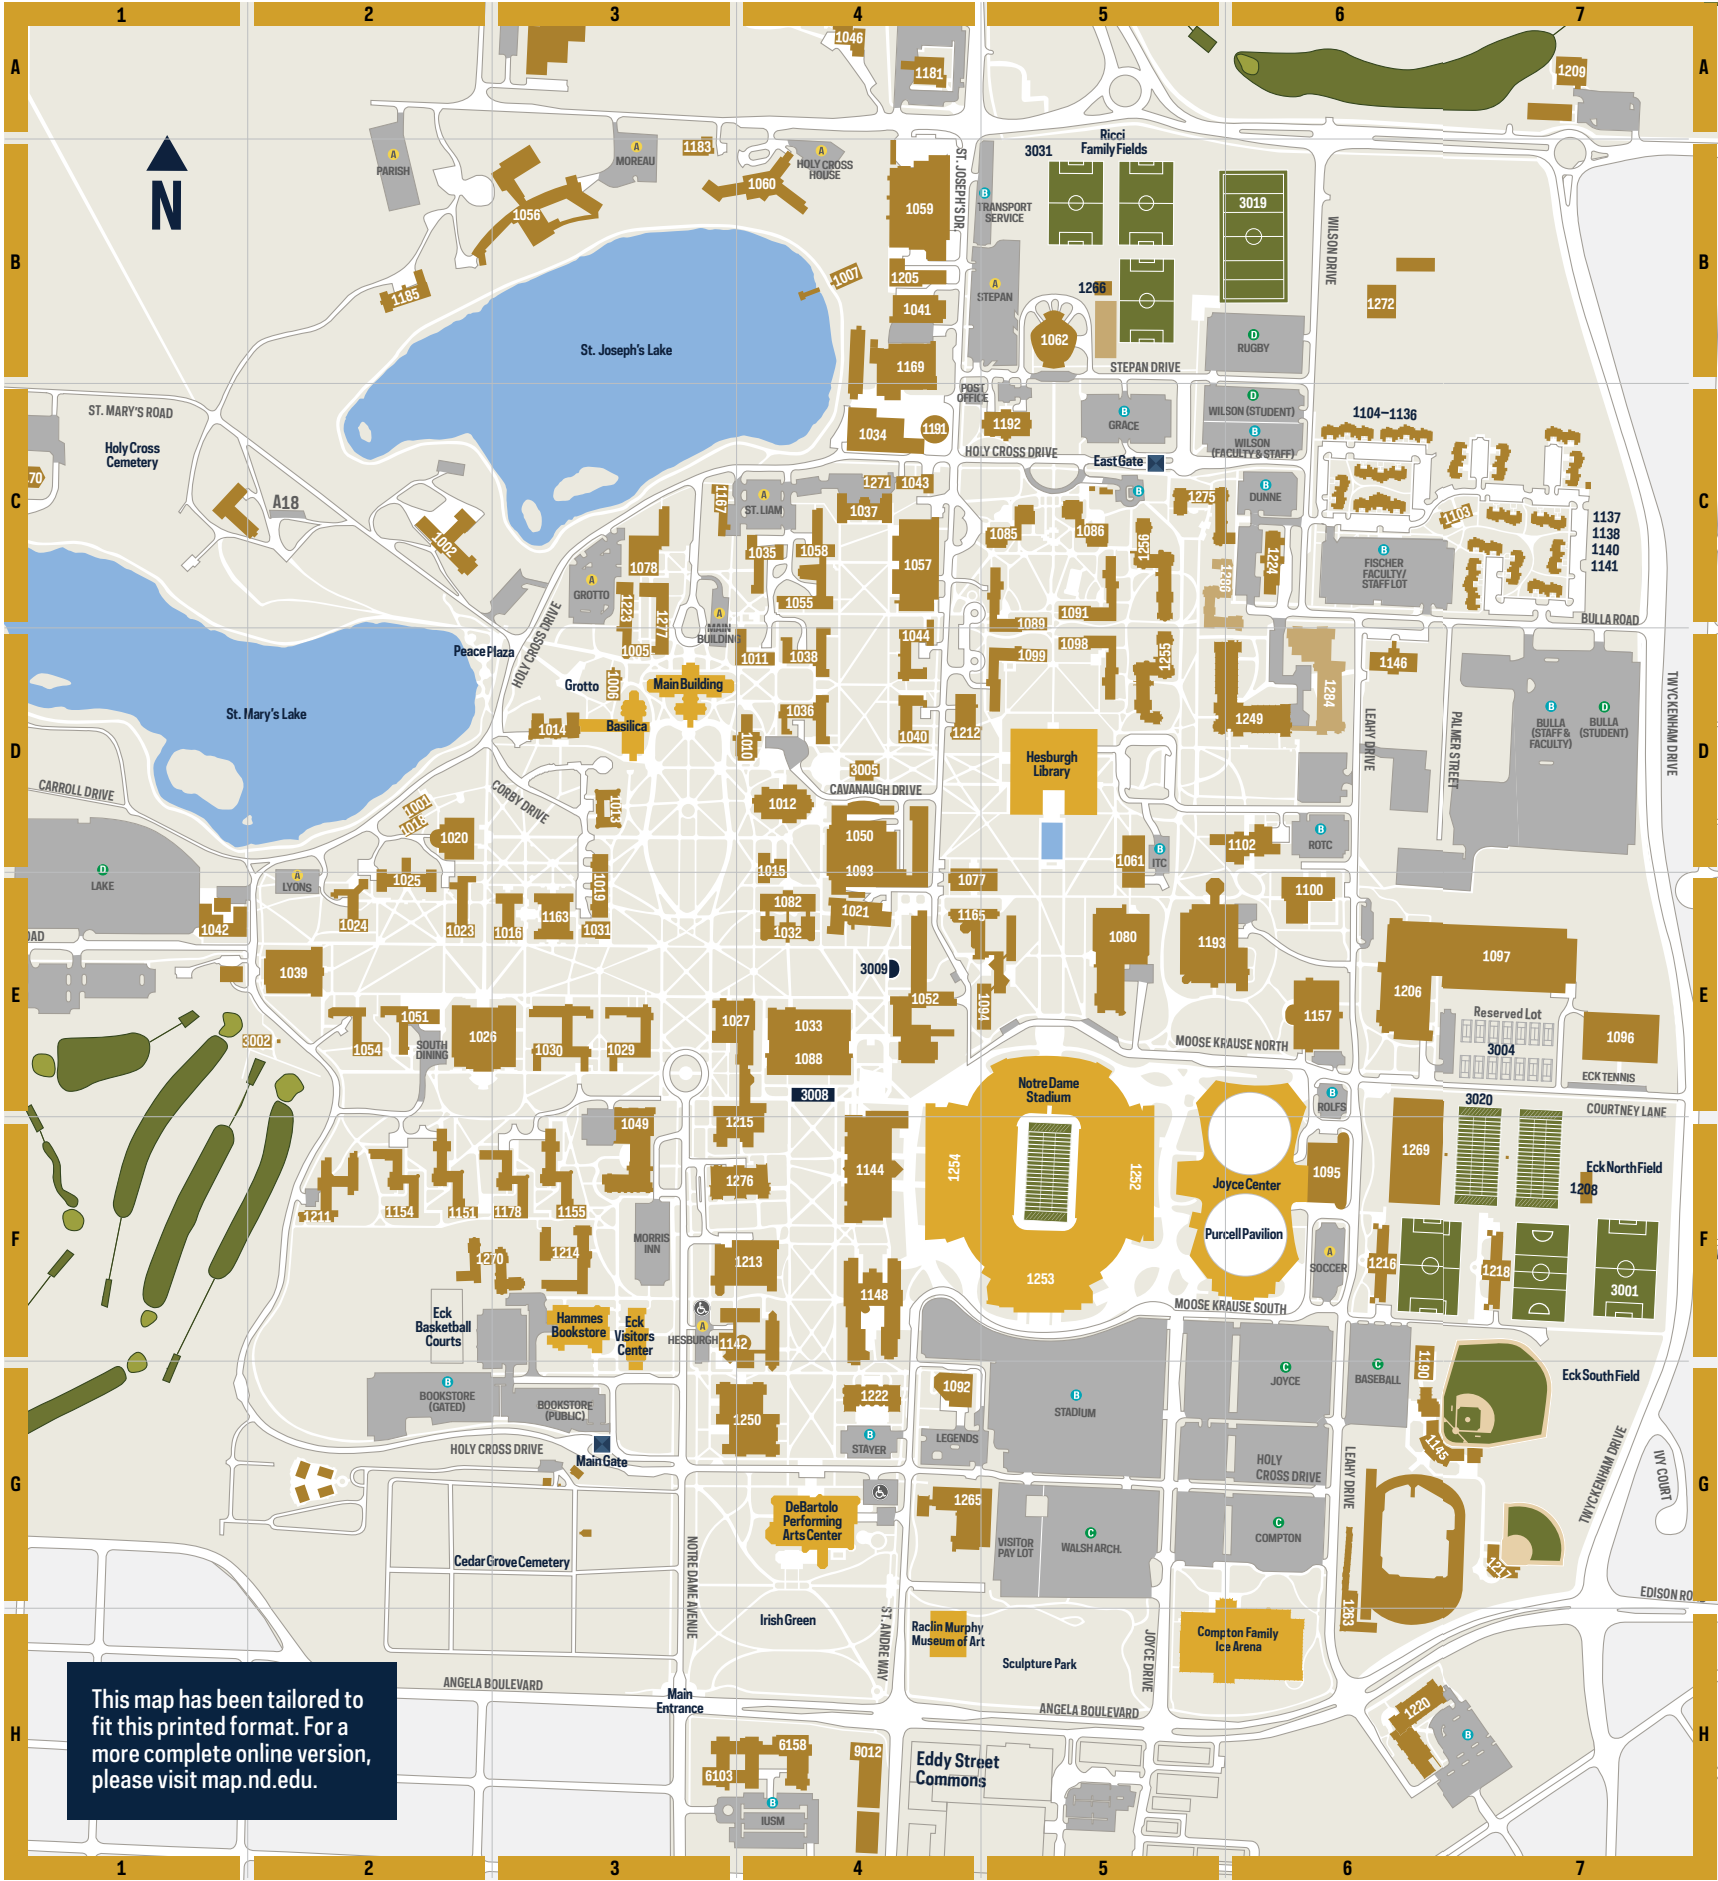 1 2 3 4 5 6 7
A
1046
1181
1209
A
Ricci
Family Fields
3031
1183
A
PARISH
A
MOREAU
A
HOLY CROSS
HOUSE
ST. JOSEPH'S DR.
N
1056
1060
1059
B
TRANSPORT
SERVICE
3019
WILSON DRIVE
B
B
1185
1007
1205
1041
A
STEPAN
1266
1272
1062
D
RUGBY
St. Joseph's Lake
1169
STEPAN DRIVE
POST
OFFICE
ST. MARY'S ROAD
Holy Cross
Cemetery
1034
1191
1192
B
GRACE
D
WILSON (STUDENT)
B
WILSON
(FACULTY & STAFF)
1104–1136
HOLY CROSS DRIVE
East Gate
70
C
C
A18
1002
1167
A
ST. LIAM
1271
1043
1037
B
1275
B
DUNNE
1103
1137
1138
1140
1141
1085
1086
1256
1224
1078
1035
1058
1057
B
FISCHER
FACULTY/
STAFF LOT
A
GROTTO
1223
1277
1055
A
MAIN
BUILDING
1089
1091
BULLA ROAD
HOLY CROSS DRIVE
Peace Plaza
1005
1011
1038
1044
1099
1098
1255
1146
Grotto
1006
Main Building
St. Mary's Lake
1014
Basilica
1010
1036
1040
1212
1249
1284
LEAHY DRIVE
PALMER STREET
B
BULLA
(STAFF &
FACULTY)
D
BULLA
(STUDENT)
TWYCKENHAM DRIVE
D
D
Hesburgh
Library
3005
CAVANAUGH DRIVE
CARROLL DRIVE
CORBY DRIVE
1001
1018
1013
1012
1020
1050
1061
B
ITC
1102
B
ROTC
D
LAKE
A
LYONS
1025
1019
1015
1093
1077
1100
1042
1024
1023
1016
1163
1031
1082
1032
1021
1165
1080
1193
OAD
1039
3009
1097
E
E
1206
1051
1054
SOUTH
DINING
1026
1030
1029
1027
1033
1088
1052
1094
1157
Reserved Lot
3004
1096
3002
MOOSE KRAUSE NORTH
ECK TENNIS
3008
Notre Dame
Stadium
B
ROLFS
3020
COURTNEY LANE
1049
1215
1144
1254
1252
1095
1269
Eck North Field
1208
1211
1154
1151
1178
1155
1276
Joyce Center
Purcell Pavilion
MORRIS
INN
F
F
1270
1214
1213
1253
A
SOCCER
1216
1218
3001
Eck
Basketball
Courts
Hammes
Bookstore
Eck
Visitors
Center
A
HESBURGH
1142
1148
MOOSE KRAUSE SOUTH
B
BOOKSTORE
(GATED)
BOOKSTORE
(PUBLIC)
1250
1222
1092
B
STADIUM
C
JOYCE
C
BASEBALL
1190
Eck South Field
HOLY CROSS DRIVE
Main Gate
B
STAYER
LEGENDS
HOLY
CROSS DRIVE
LEAHY DRIVE
1145
TWYCKENHAM DRIVE
IVY COURT
G
G
DeBartolo
Performing
Arts Center
1265
VISITOR
PAY LOT
C
WALSH ARCH.
C
COMPTON
Cedar Grove Cemetery
NOTRE DAME AVENUE
1217
EDISON RO
1263
Irish Green
ST. ANDRE WAY
Raclin Murphy
Museum of Art
Sculpture Park
JOYCE DRIVE
Compton Family
Ice Arena
ANGELA BOULEVARD
Main
Entrance
ANGELA BOULEVARD
1220
B
H
H
This map has been tailored to
fit this printed format. For a
more complete online version,
please visit map.nd.edu.
6103
6158
9012
Eddy Street
Commons
B
IUSM
1 2 3 4 5 6 7